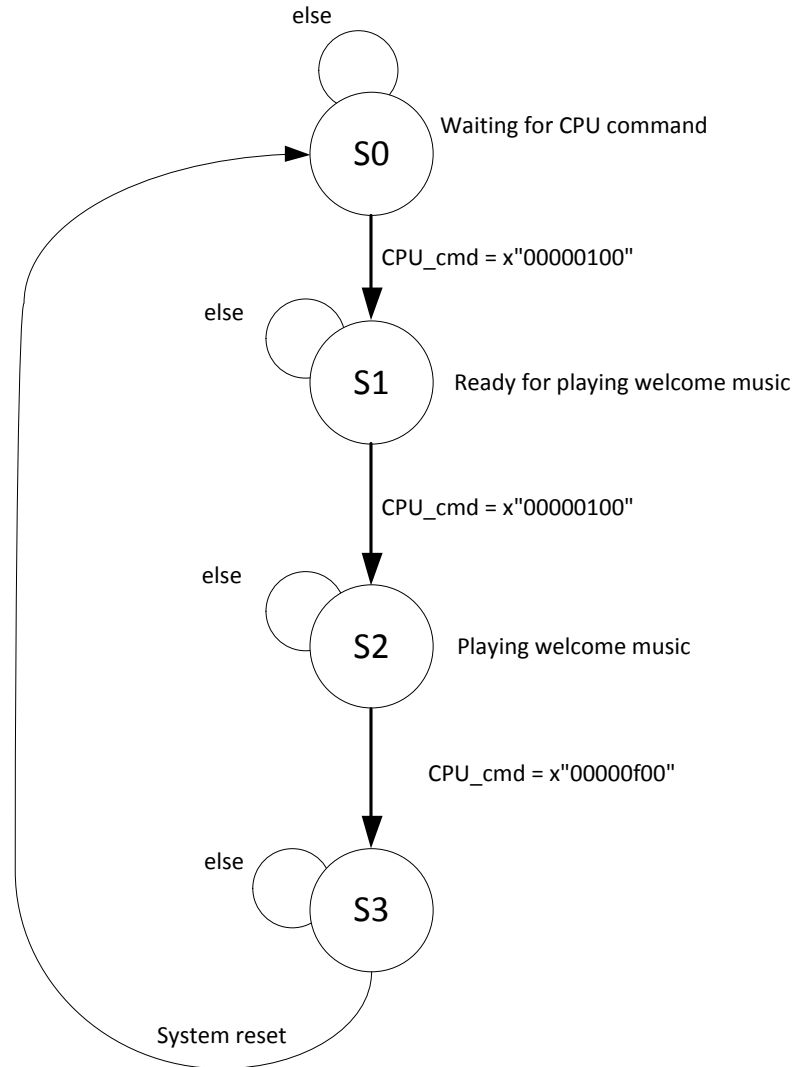 else
S0
Waiting for CPU command
CPU_cmd = x"00000100"
else
S1
Ready for playing welcome music
CPU_cmd = x"00000100"
else
S2
Playing welcome music
CPU_cmd = x"00000f00"
else
S3
System reset